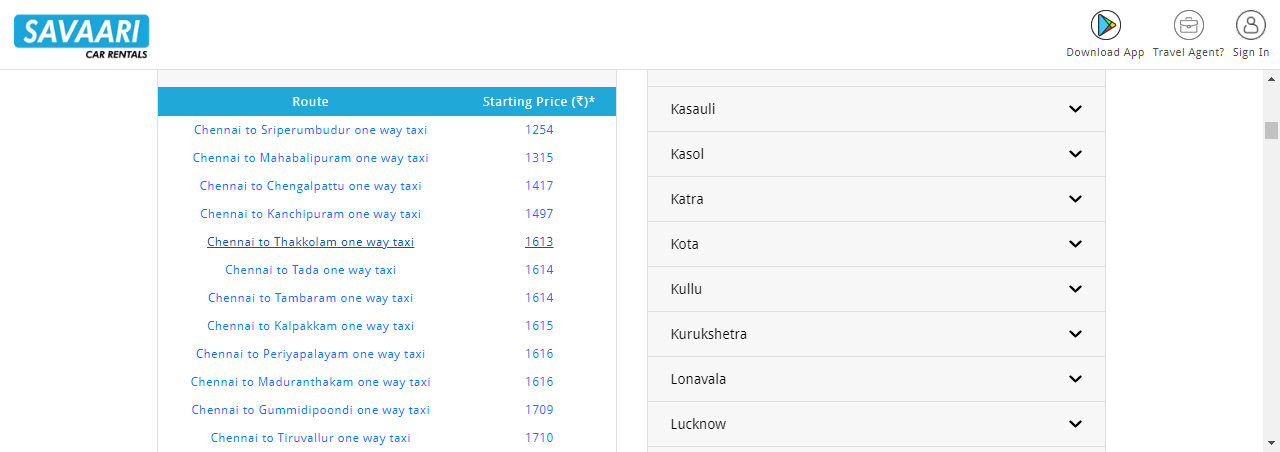 SAVAARI
CAR RENTALS
Download App
Travel Agent?
Sign In
Route Starting Price (₹)*
Chennai to Sriperumbudur one way taxi 1254
Chennai to Mahabalipuram one way taxi 1315
Chennai to Chengalpattu one way taxi 1417
Chennai to Kanchipuram one way taxi 1497
Chennai to Thakkolam one way taxi 1613
Chennai to Tada one way taxi 1614
Chennai to Tambaram one way taxi 1614
Chennai to Kalpakkam one way taxi 1615
Chennai to Periyapalayam one way taxi 1616
Chennai to Maduranthakam one way taxi 1616
Chennai to Gummidipoondi one way taxi 1709
Chennai to Tiruvallur one way taxi 1710
Kasauli
Kasol
Katra
Kota
Kullu
Kurukshetra
Lonavala
Lucknow